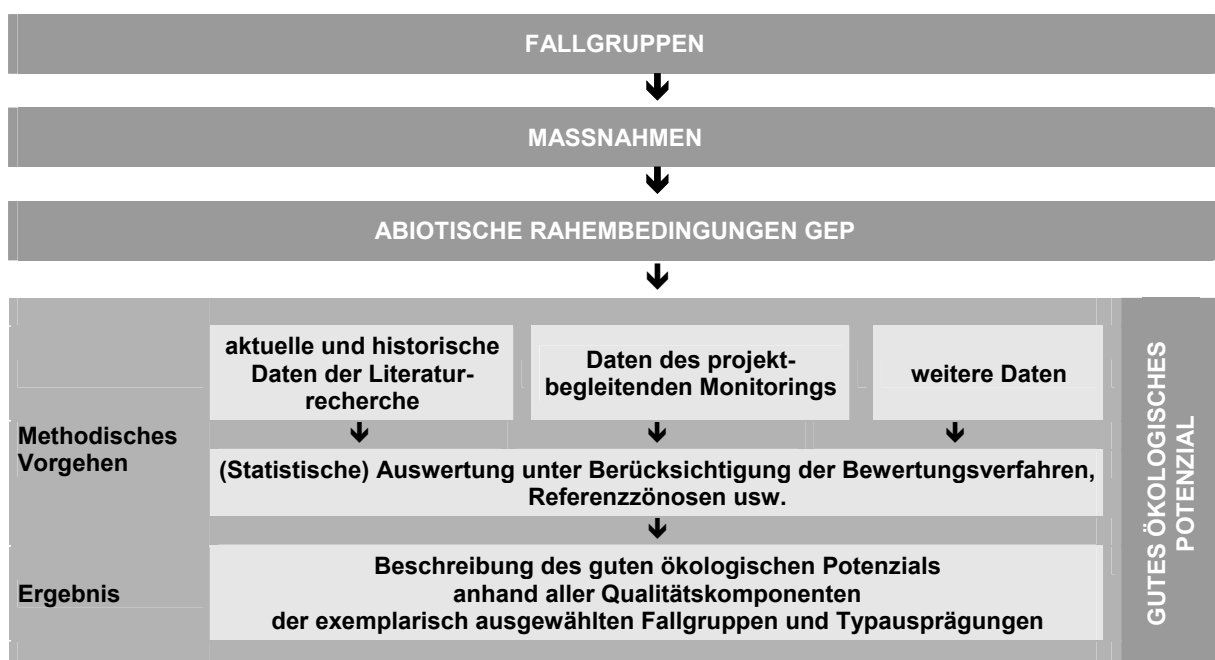 FALLGRUPPEN
MASSNAHMEN
ABIOTISCHE RAHEMBEDINGUNGEN GEP
aktuelle und historische
Daten der Literatur-
recherche
Daten des projekt-
begleitenden Monitorings
weitere Daten
Methodisches
Vorgehen
(Statistische) Auswertung unter Berücksichtigung der Bewertungsverfahren,
Referenzzönosen usw.
Ergebnis
Beschreibung des guten ökologischen Potenzials
anhand aller Qualitätskomponenten
der exemplarisch ausgewählten Fallgruppen und Typausprägungen
GUTES ÖKOLOGISCHES
POTENZIAL